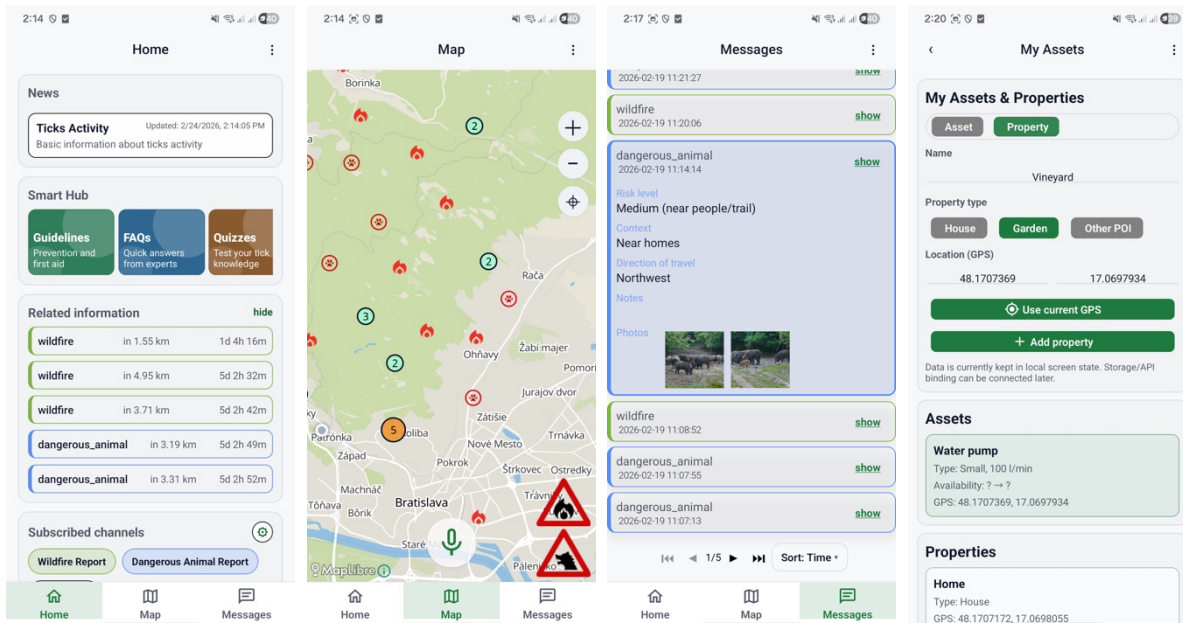 2:14
40
Home
News
Ticks Activity
Updated: 2/24/2026, 2:14:05 PM
Basic information about ticks activity
Smart Hub
Guidelines
Prevention and
first aid
FAQs
Quick answers
from experts
Quizzes
Test your tick
knowledge
Related information
hide
wildfire in 1.55 km 1d 4h 16m
wildfire in 4.95 km 5d 2h 32m
wildfire in 3.71 km 5d 2h 42m
dangerous_animal in 3.19 km 5d 2h 49m
dangerous_animal in 3.31 km 5d 2h 52m
Subscribed channels
Wildfire Report
Dangerous Animal Report
Home
Map
Messages
2:14
40
Map
Borinka
2
2
Rača
3
Ohňavy
Žabí majer
2
Pomori
Jurajov dvor
ky
Zátišie
Patrónka
5
oliba
Nové Mesto
Trnávka
Západ
Pokrok
Štrkovec
Ostredky
Machnáč
Tôňava
Bôrik
Bratislava
Trávni
Staré
Pálenisko
MapLibre
Home
Map
Messages
2:17
40
Messages
2026-02-19 11:21:27
show
wildfire
2026-02-19 11:20:06
show
dangerous_animal
2026-02-19 11:14:14
show
Risk level
Medium (near people/trail)
Context
Near homes
Direction of travel
Northwest
Notes
Photos
wildfire
2026-02-19 11:08:52
show
dangerous_animal
2026-02-19 11:07:55
show
dangerous_animal
2026-02-19 11:07:13
show
1/5
Sort: Time
Home
Map
Messages
2:20
39
My Assets
My Assets & Properties
Asset
Property
Name
Vineyard
Property type
House
Garden
Other POI
Location (GPS)
48.1707369
17.0697934
Use current GPS
+ Add property
Data is currently kept in local screen state. Storage/API
binding can be connected later.
Assets
Water pump
Type: Small, 100 l/min
Availability: ? → ?
GPS: 48.1707369, 17.0697934
Properties
Home
Type: House
GPS: 48.1707172, 17.0698055